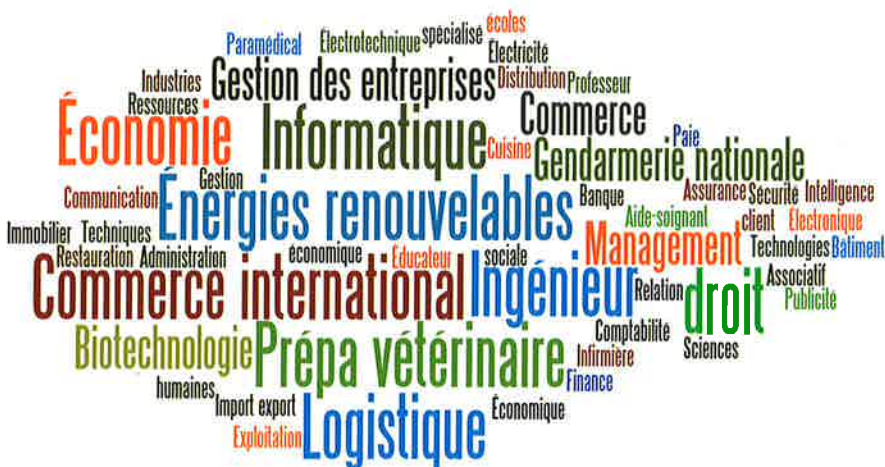 écoles
Paramédical Électrotechnique spécialisé
Électricité
Industries Gestion des entreprises Distribution Professeur
Ressources
Économie Informatique Commerce
Cuisine Paie
Gendarmerie nationale
Gestion
Communication Énergies renouvelables Banque Assurance Sécurité Intelligence
Aide-soignant client Électronique
Immobilier Techniques Management Technologies Bâtiment
Restauration Administration économique Educateur sociale
Commerce international Ingénieur Relation droit Associatif
Publicité
Biotechnologie Prépa vétérinaire Comptabilité
Infirmière Sciences
humaines Finance
Import export Logistique Économique
Exploitation